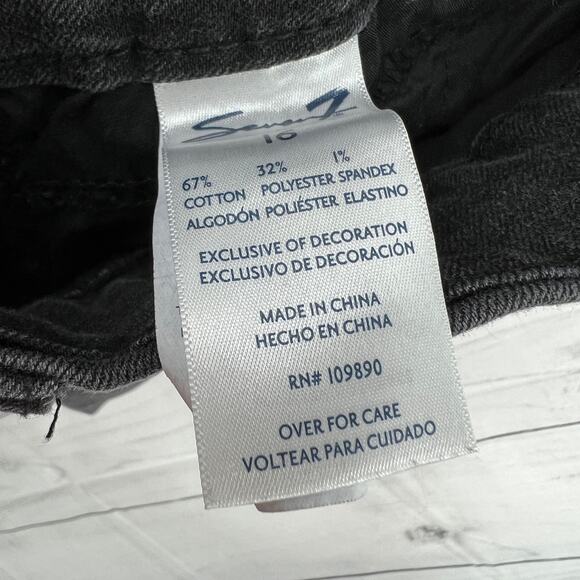 Seven7
10
67% 32% 1%
COTTON POLYESTER SPANDEX
ALGODÓN POLIÉSTER ELASTINO
EXCLUSIVE OF DECORATION
EXCLUSIVO DE DECORACIÓN
MADE IN CHINA
HECHO EN CHINA
RN# 109890
OVER FOR CARE
VOLTEAR PARA CUIDADO